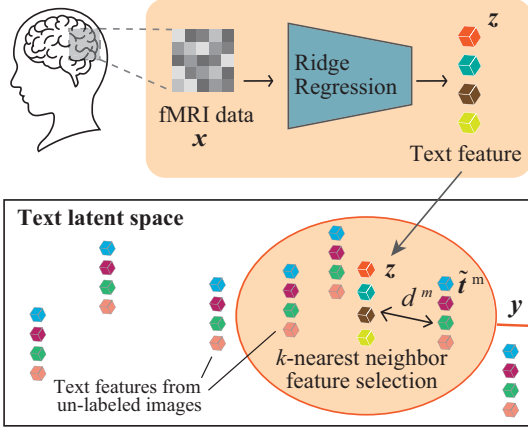 z
Ridge
Regression
fMRI data
x
Text feature
Text latent space
z
t̃ m
d m
y
k-nearest neighbor
feature selection
Text features from
un-labeled images